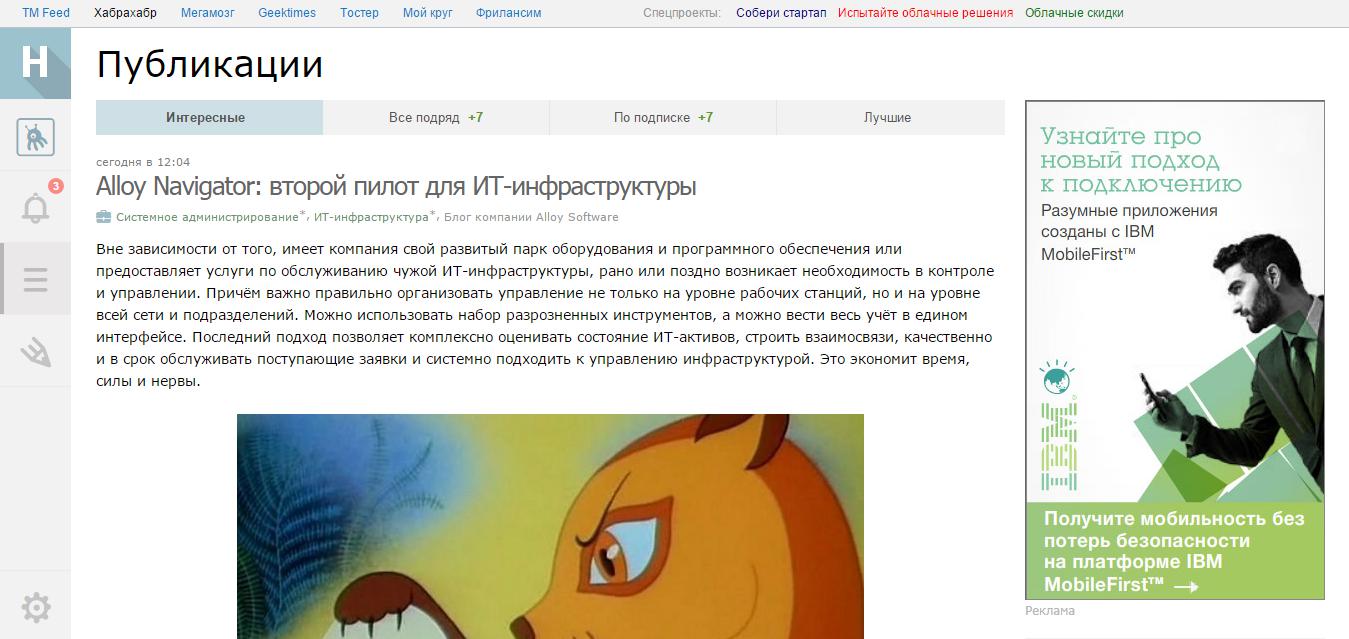 TM Feed Хабрахабр Мегамозг Geektimes Тостер Мой круг Фрилансим Спецпроекты: Собери стартап Испытайте облачные решения Облачные скидки
H
Публикации
Интересные Все подряд +7 По подписке +7 Лучшие
3
сегодня в 12:04
Alloy Navigator: второй пилот для ИТ-инфраструктуры
Системное администрирование*, ИТ-инфраструктура*, Блог компании Alloy Software
Вне зависимости от того, имеет компания свой развитый парк оборудования и программного обеспечения или
предоставляет услуги по обслуживанию чужой ИТ-инфраструктуры, рано или поздно возникает необходимость в контроле
и управлении. Причём важно правильно организовать управление не только на уровне рабочих станций, но и на уровне
всей сети и подразделений. Можно использовать набор разрозненных инструментов, а можно вести весь учёт в едином
интерфейсе. Последний подход позволяет комплексно оценивать состояние ИТ-активов, строить взаимосвязи, качественно
и в срок обслуживать поступающие заявки и системно подходить к управлению инфраструктурой. Это экономит время,
силы и нервы.
Узнайте про
новый подход
к подключению
Разумные приложения
созданы с IBM
MobileFirst™
IBM®
Получите мобильность без
потерь безопасности
на платформе IBM
MobileFirst™ →
Реклама